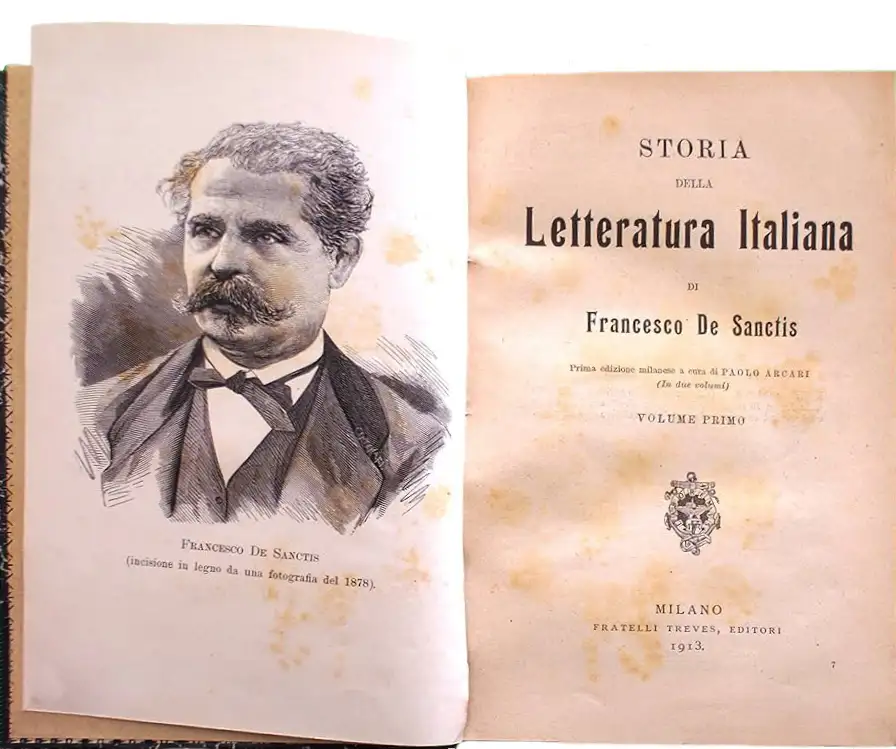 FRANCESCO DE SANCTIS
(incisione in legno da una fotografia del 1878).
STORIA
DELLA
Letteratura Italiana
DI
Francesco De Sanctis
Prima edizione milanese a cura di PAOLO ARCARI
(In due volumi)
VOLUME PRIMO
MILANO
FRATELLI TREVES, EDITORI
1913.
7